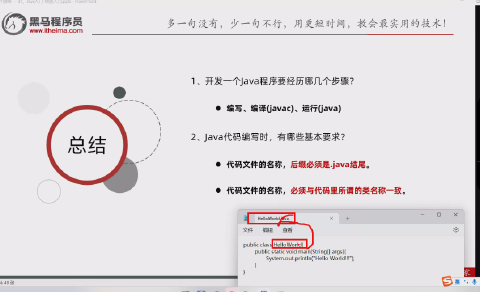 黑马程序员
www.itheima.com
多一句没有，少一句不行，用更短时间，教会最实用的技术！
总结
1、开发一个Java程序要经历哪几个步骤？
编写、编译(javac)、运行(java)
2、Java代码编写时，有哪些基本要求？
代码文件的名称，后缀必须是.java结尾。
代码文件的名称，必须与代码里所谓的类名称一致。
HelloWorld.java
文件 编辑 查看
public class HelloWorld{
public static void main(String[] args){
System.out.println("Hello World!!!");
}
}